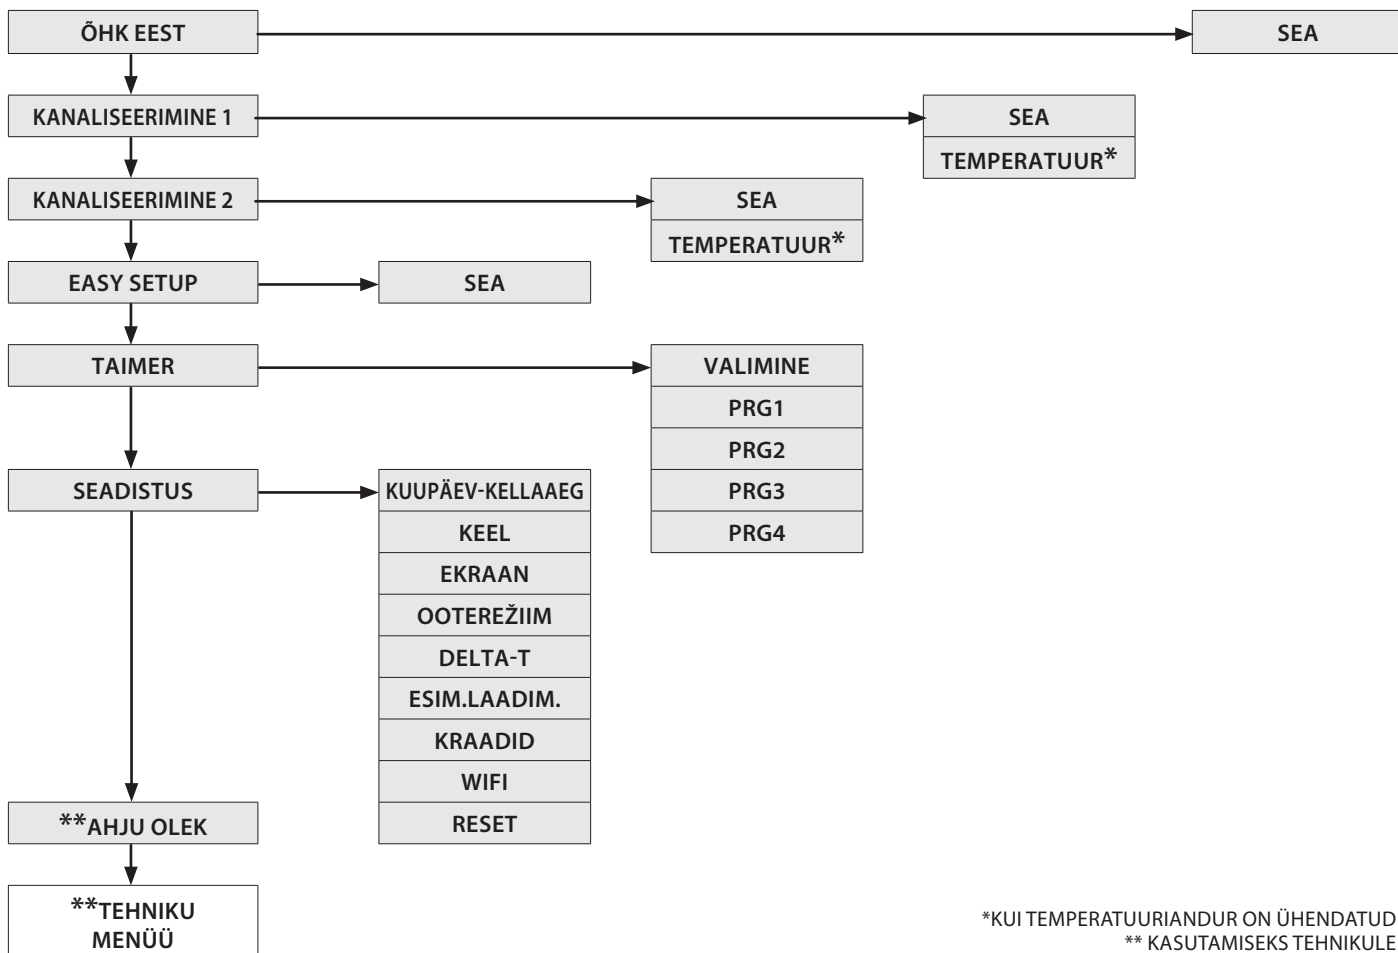 ÕHK EEST
SEA
KANALISEERIMINE 1
SEA
TEMPERATUUR*
KANALISEERIMINE 2
SEA
TEMPERATUUR*
EASY SETUP
SEA
TAIMER
VALIMINE
PRG1
PRG2
PRG3
PRG4
SEADISTUS
KUUPÄEV-KELLAAEG
KEEL
EKRAAN
OOTEREŽIIM
DELTA-T
ESIM.LAADIM.
KRAADID
WIFI
RESET
**AHJU OLEK
**TEHNIKU
MENÜÜ
*KUI TEMPERATUURIANDUR ON ÜHENDATUD
** KASUTAMISEKS TEHNIKULE